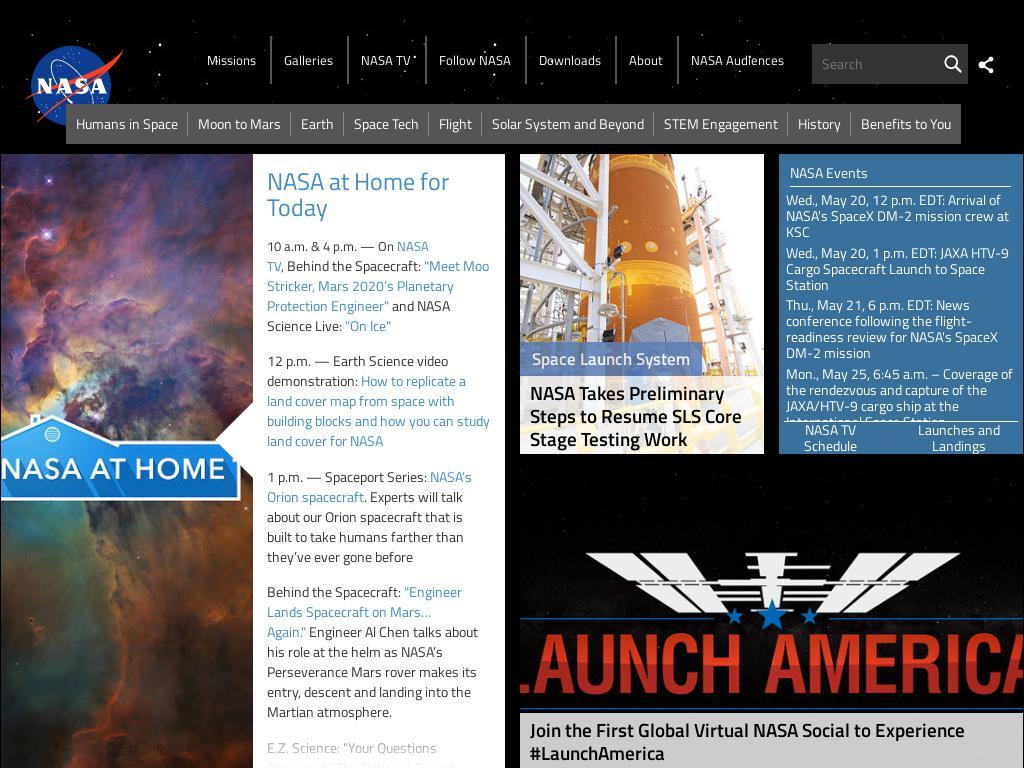 NASA
Missions
Galleries
NASA TV
Follow NASA
Downloads
About
NASA Audiences
Search
Humans in Space
Moon to Mars
Earth
Space Tech
Flight
Solar System and Beyond
STEM Engagement
History
Benefits to You
NASA AT HOME
NASA at Home for
Today
10 a.m. & 4 p.m. — On NASA
TV, Behind the Spacecraft: "Meet Moo
Stricker, Mars 2020's Planetary
Protection Engineer" and NASA
Science Live: "On Ice"
12 p.m. — Earth Science video
demonstration: How to replicate a
land cover map from space with
building blocks and how you can study
land cover for NASA
1 p.m. — Spaceport Series: NASA's
Orion spacecraft. Experts will talk
about our Orion spacecraft that is
built to take humans farther than
they've ever gone before
Behind the Spacecraft: "Engineer
Lands Spacecraft on Mars…
Again." Engineer Al Chen talks about
his role at the helm as NASA's
Perseverance Mars rover makes its
entry, descent and landing into the
Martian atmosphere.
E.Z. Science: "Your Questions
Space Launch System
NASA Takes Preliminary
Steps to Resume SLS Core
Stage Testing Work
NASA Events
Wed., May 20, 12 p.m. EDT: Arrival of
NASA's SpaceX DM-2 mission crew at
KSC
Wed., May 20, 1 p.m. EDT: JAXA HTV-9
Cargo Spacecraft Launch to Space
Station
Thu., May 21, 6 p.m. EDT: News
conference following the flight-
readiness review for NASA's SpaceX
DM-2 mission
Mon., May 25, 6:45 a.m. – Coverage of
the rendezvous and capture of the
JAXA/HTV-9 cargo ship at the
NASA TV
Schedule
Launches and
Landings
LAUNCH AMERICA
Join the First Global Virtual NASA Social to Experience
#LaunchAmerica